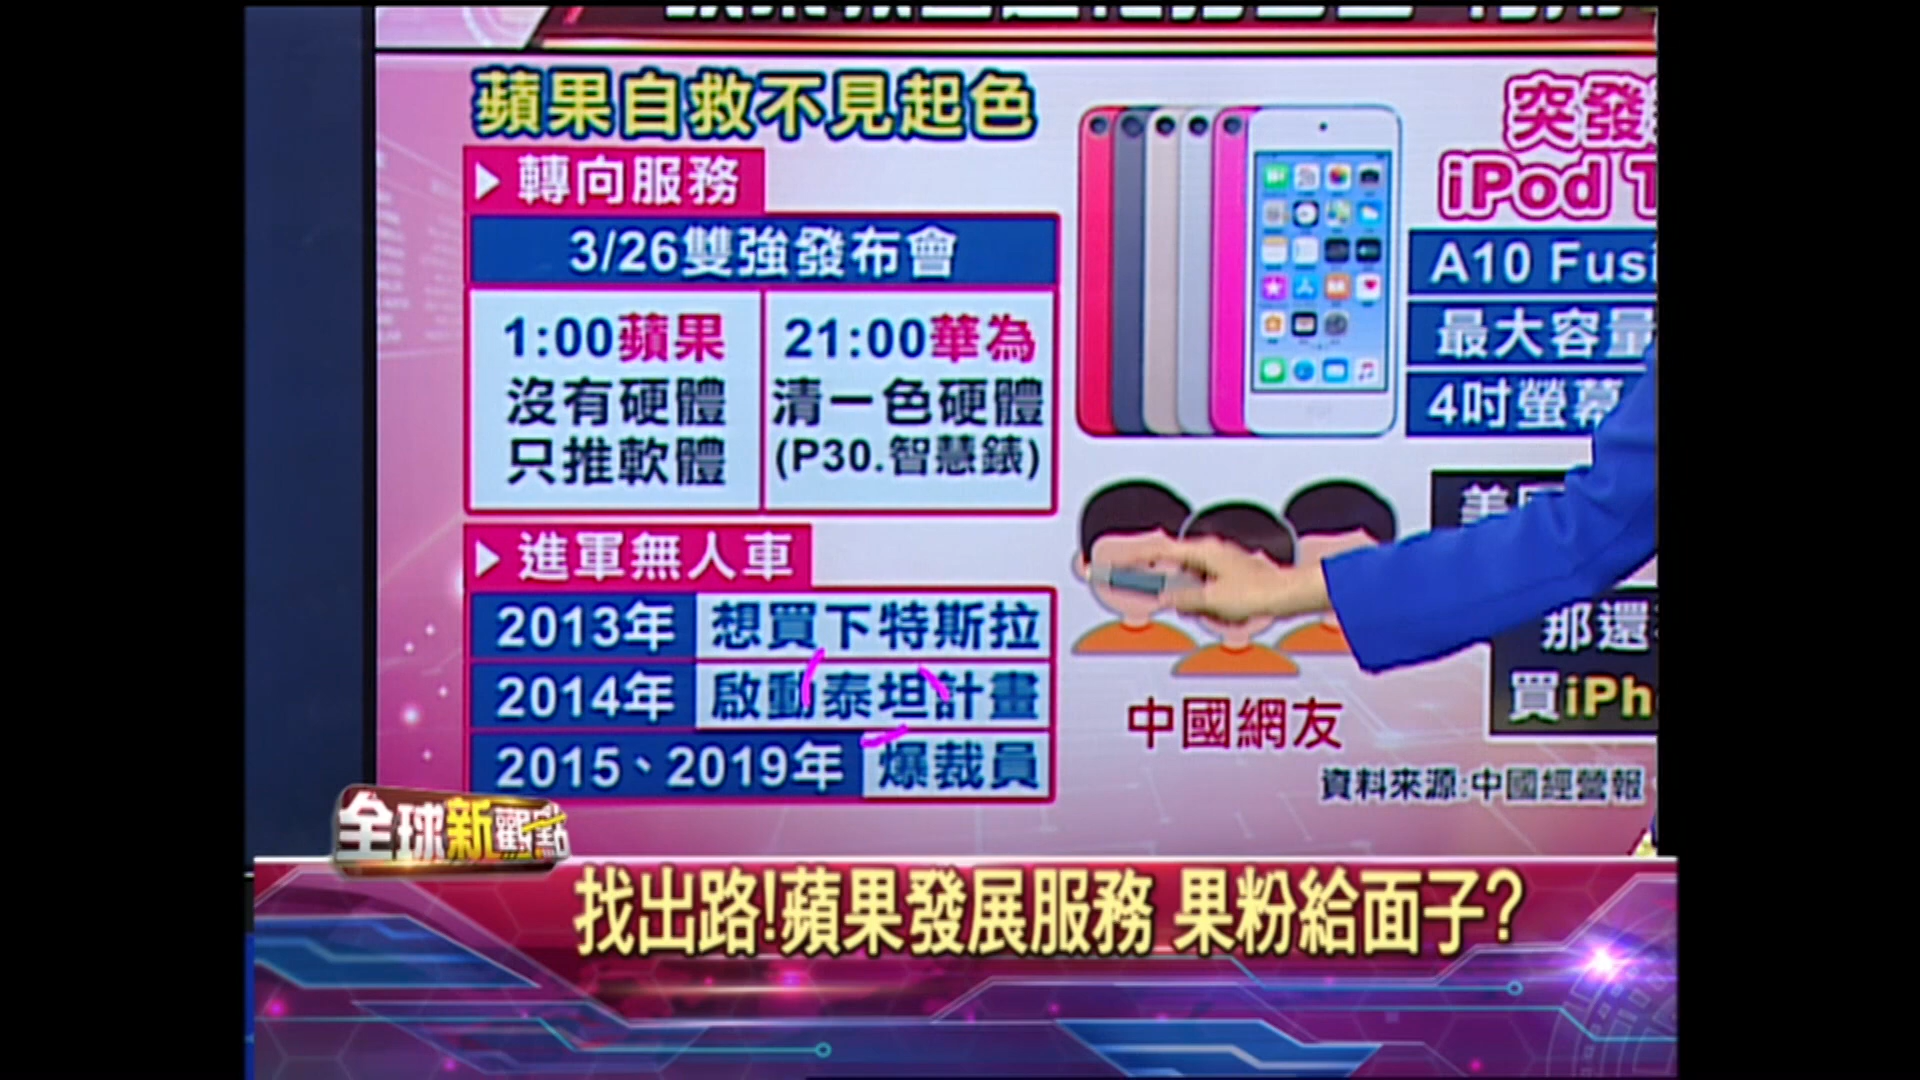 蘋果自救不見起色
轉向服務
3/26雙強發布會
1:00蘋果
沒有硬體
只推軟體
21:00華為
清一色硬體
(P30.智慧錶)
進軍無人車
2013年 想買下特斯拉
2014年 啟動泰坦計畫
2015、2019年 爆裁員
突發
iPod T
A10 Fusi
最大容量
4吋螢幕
中國網友
美
那還
買iPh
資料來源:中國經營報
全球新觀點
找出路!蘋果發展服務 果粉給面子?